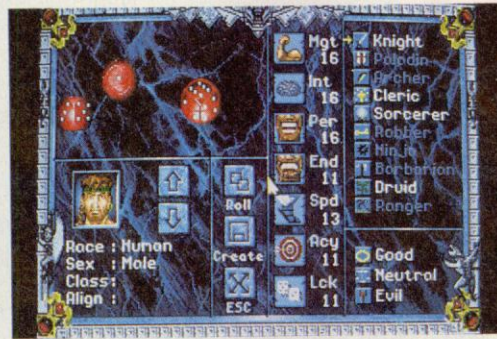 Race : Human
Sex : Male
Class:
Align :
Roll
Create
ESC
Mgt
16
Int
16
Per
16
End
11
Spd
13
Acy
11
Lck
11
Knight
Paladin
Archer
Cleric
Sorcerer
Robber
Ninja
Barbarian
Druid
Ranger
Good
Neutral
Evil